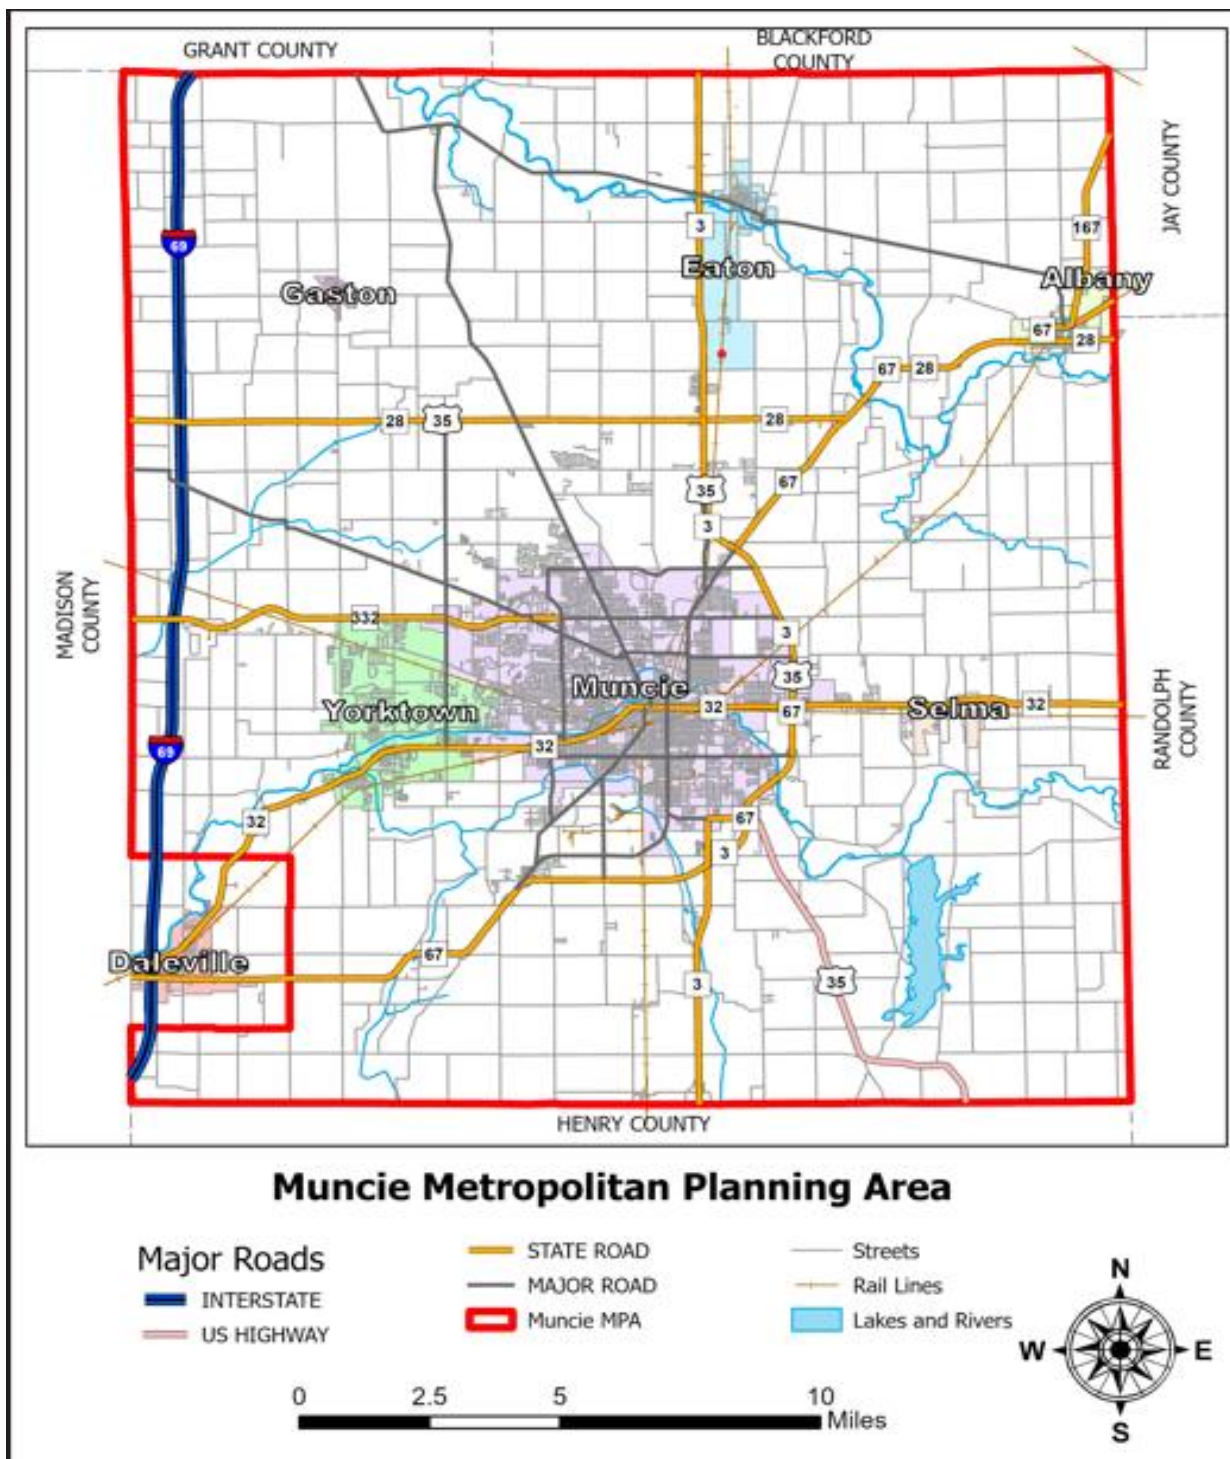 GRANT COUNTY
BLACKFORD
COUNTY
JAY COUNTY
3
167
69
Eaton
Gaston
Albany
67
28
67
28
28
35
28
67
35
3
MADISON
COUNTY
332
3
35
Muncie
Yorktown
32
67
Selma
32
RANDOLPH
COUNTY
32
69
32
67
3
Daleville
67
3
35
HENRY COUNTY
Muncie Metropolitan Planning Area
Major Roads
INTERSTATE
US HIGHWAY
STATE ROAD
MAJOR ROAD
Muncie MPA
Streets
Rail Lines
Lakes and Rivers
N
W
E
S
0 2.5 5 10
Miles